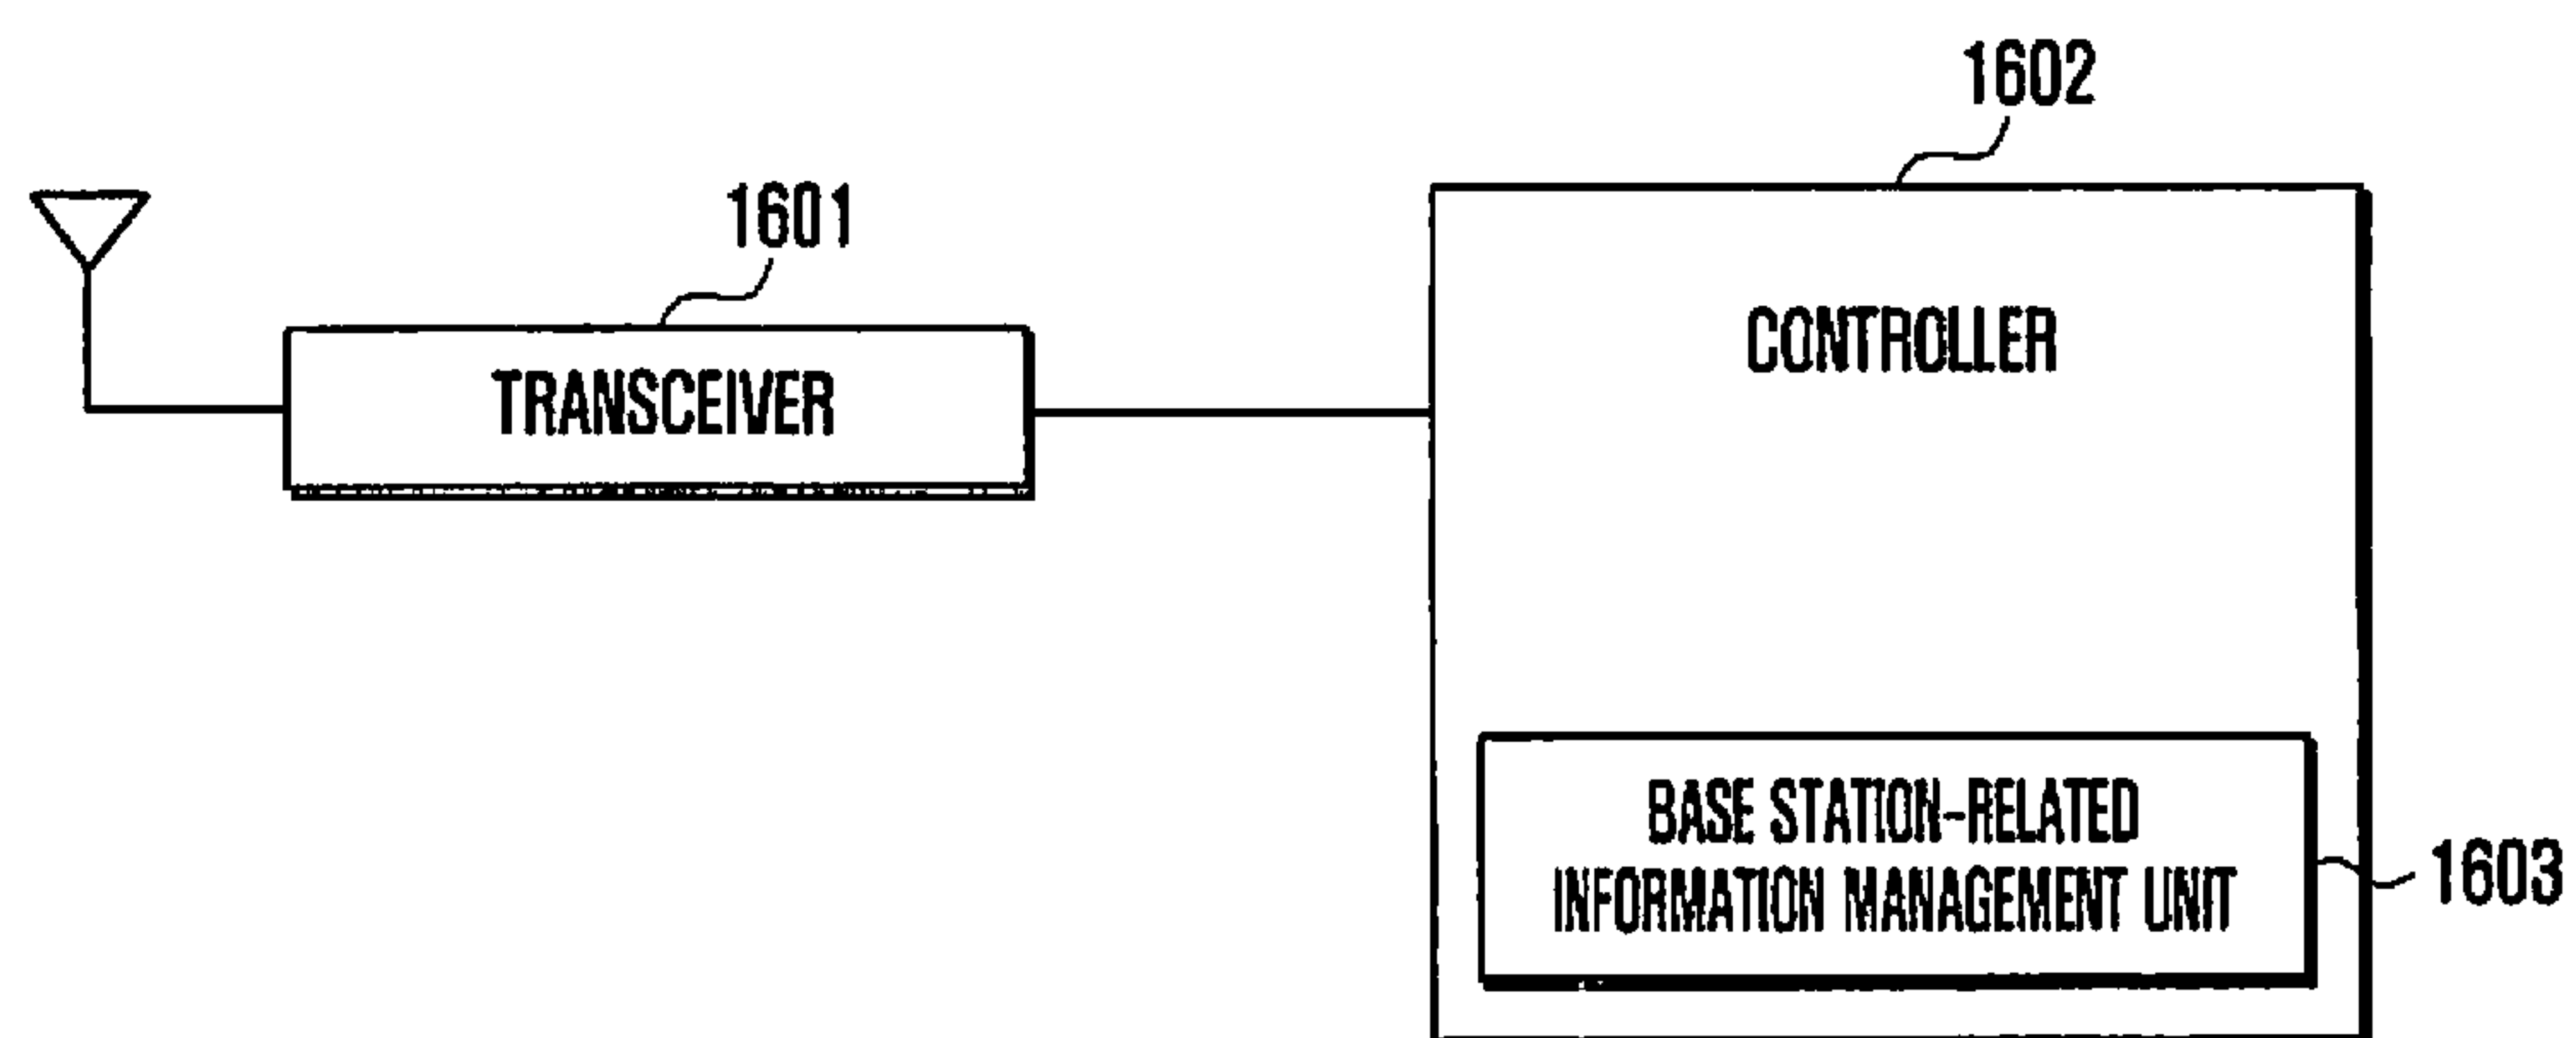 1602
1601
CONTROLLER
TRANSCEIVER
BASE STATION-RELATED
INFORMATION MANAGEMENT UNIT
1603